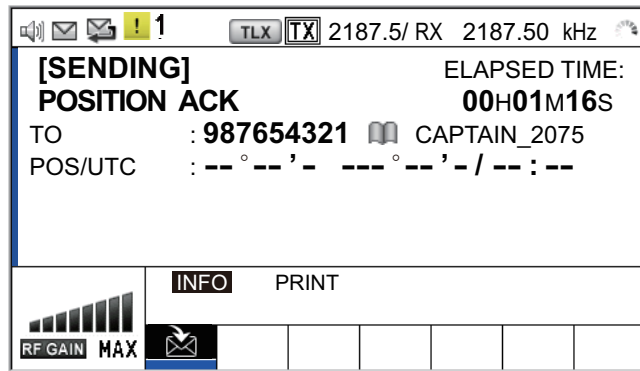 ! 1 TLX TX 2187.5/ RX 2187.50 kHz
[SENDING] ELAPSED TIME:
POSITION ACK 00H01M16S
TO : 987654321 CAPTAIN_2075
POS/UTC : --°--’- ---°--’-/--:--
INFO PRINT
RF GAIN MAX